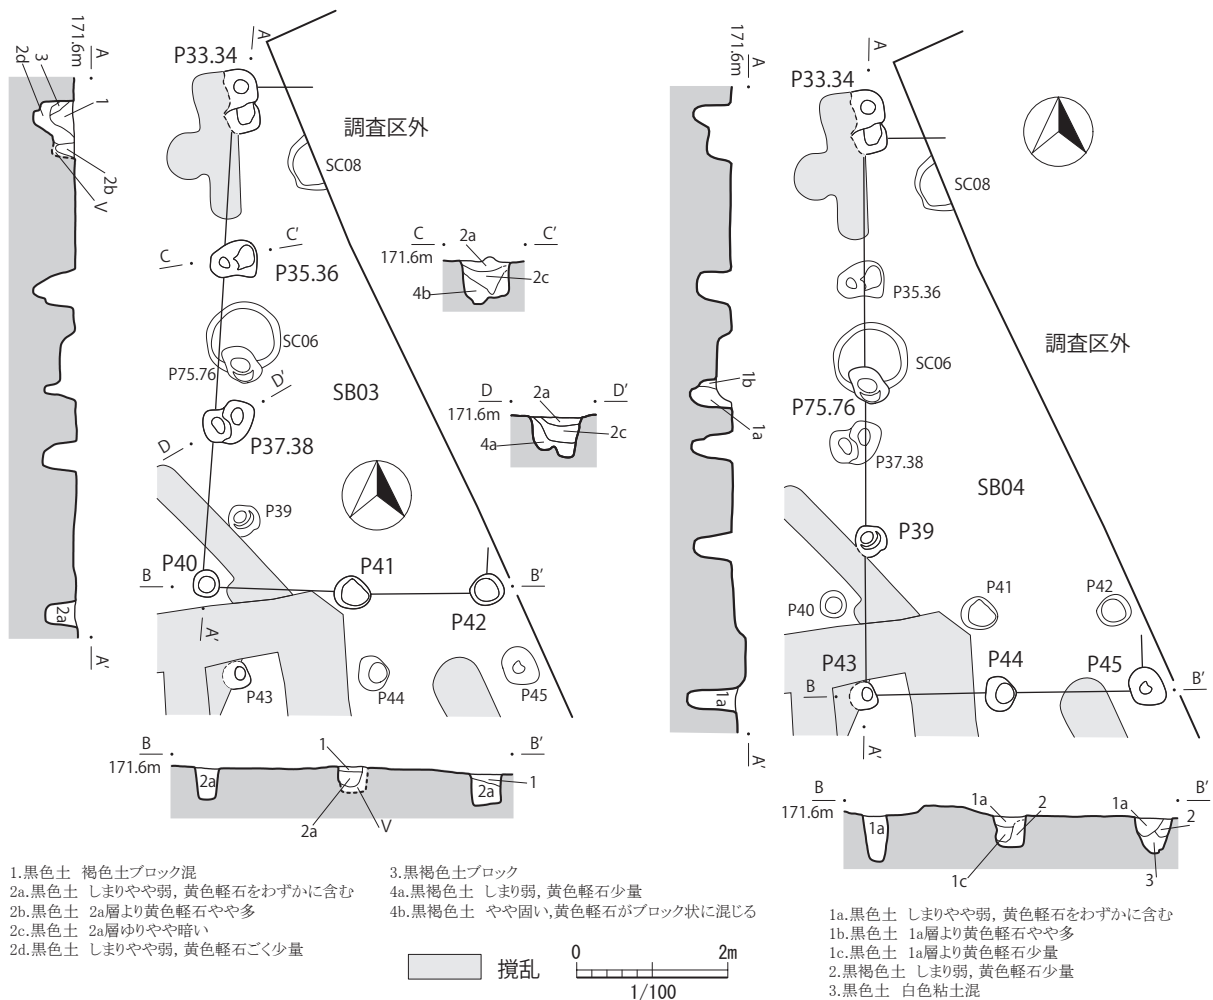 A
171.6m
2d
3
1
2b
V
2a
A'
A
P33.34
調査区外
SC08
C
C'
P35.36
SC06
P75.76
D'
SB03
D
P37.38
P39
P40
B
P41
P42
B'
A'
P43
P44
P45
C
C'
171.6m
2a
2c
4b
D
D'
171.6m
2a
2c
4a
B
B'
171.6m
1
2a
2a
1
2a
V
A
171.6m
1b
1a
1a
A'
A
P33.34
SC08
P35.36
調査区外
SC06
P75.76
P37.38
SB04
P39
P40
P41
P42
P43
P44
P45
B
B'
A'
B
B'
171.6m
1a
1a
2
1a
2
1c
3
1.黒色土 褐色土ブロック混
2a.黒色土 しまりやや弱, 黄色軽石をわずかに含む
2b.黒色土 2a層より黄色軽石やや多
2c.黒色土 2a層ゆりやや暗い
2d.黒色土 しまりやや弱, 黄色軽石ごく少量
3.黒褐色土ブロック
4a.黒褐色土 しまり弱, 黄色軽石少量
4b.黒褐色土 やや固い,黄色軽石がブロック状に混じる
撹乱
0
2m
1/100
1a.黒色土 しまりやや弱, 黄色軽石をわずかに含む
1b.黒色土 1a層より黄色軽石やや多
1c.黒色土 1a層より黄色軽石少量
2.黒褐色土 しまり弱, 黄色軽石少量
3.黒色土 白色粘土混